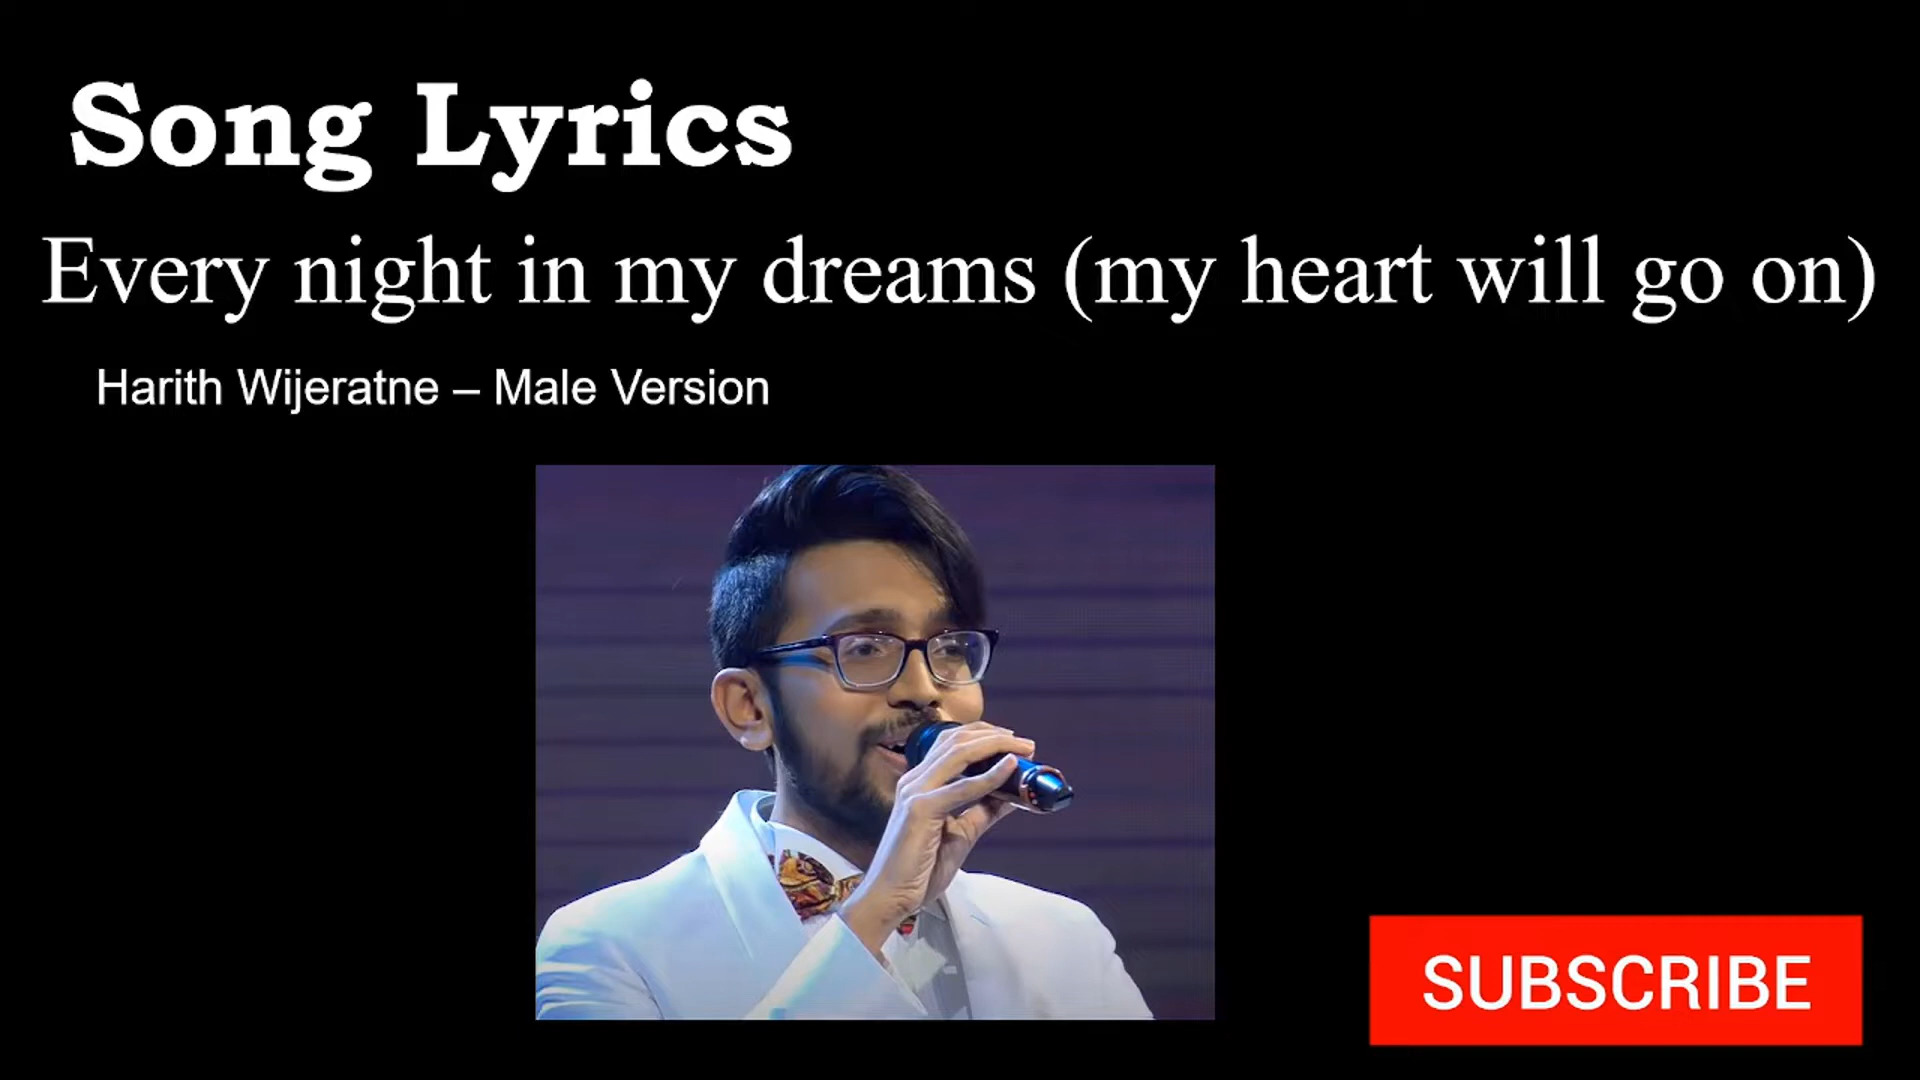 Song Lyrics
Every night in my dreams (my heart will go on)
Harith Wijeratne – Male Version
SUBSCRIBE